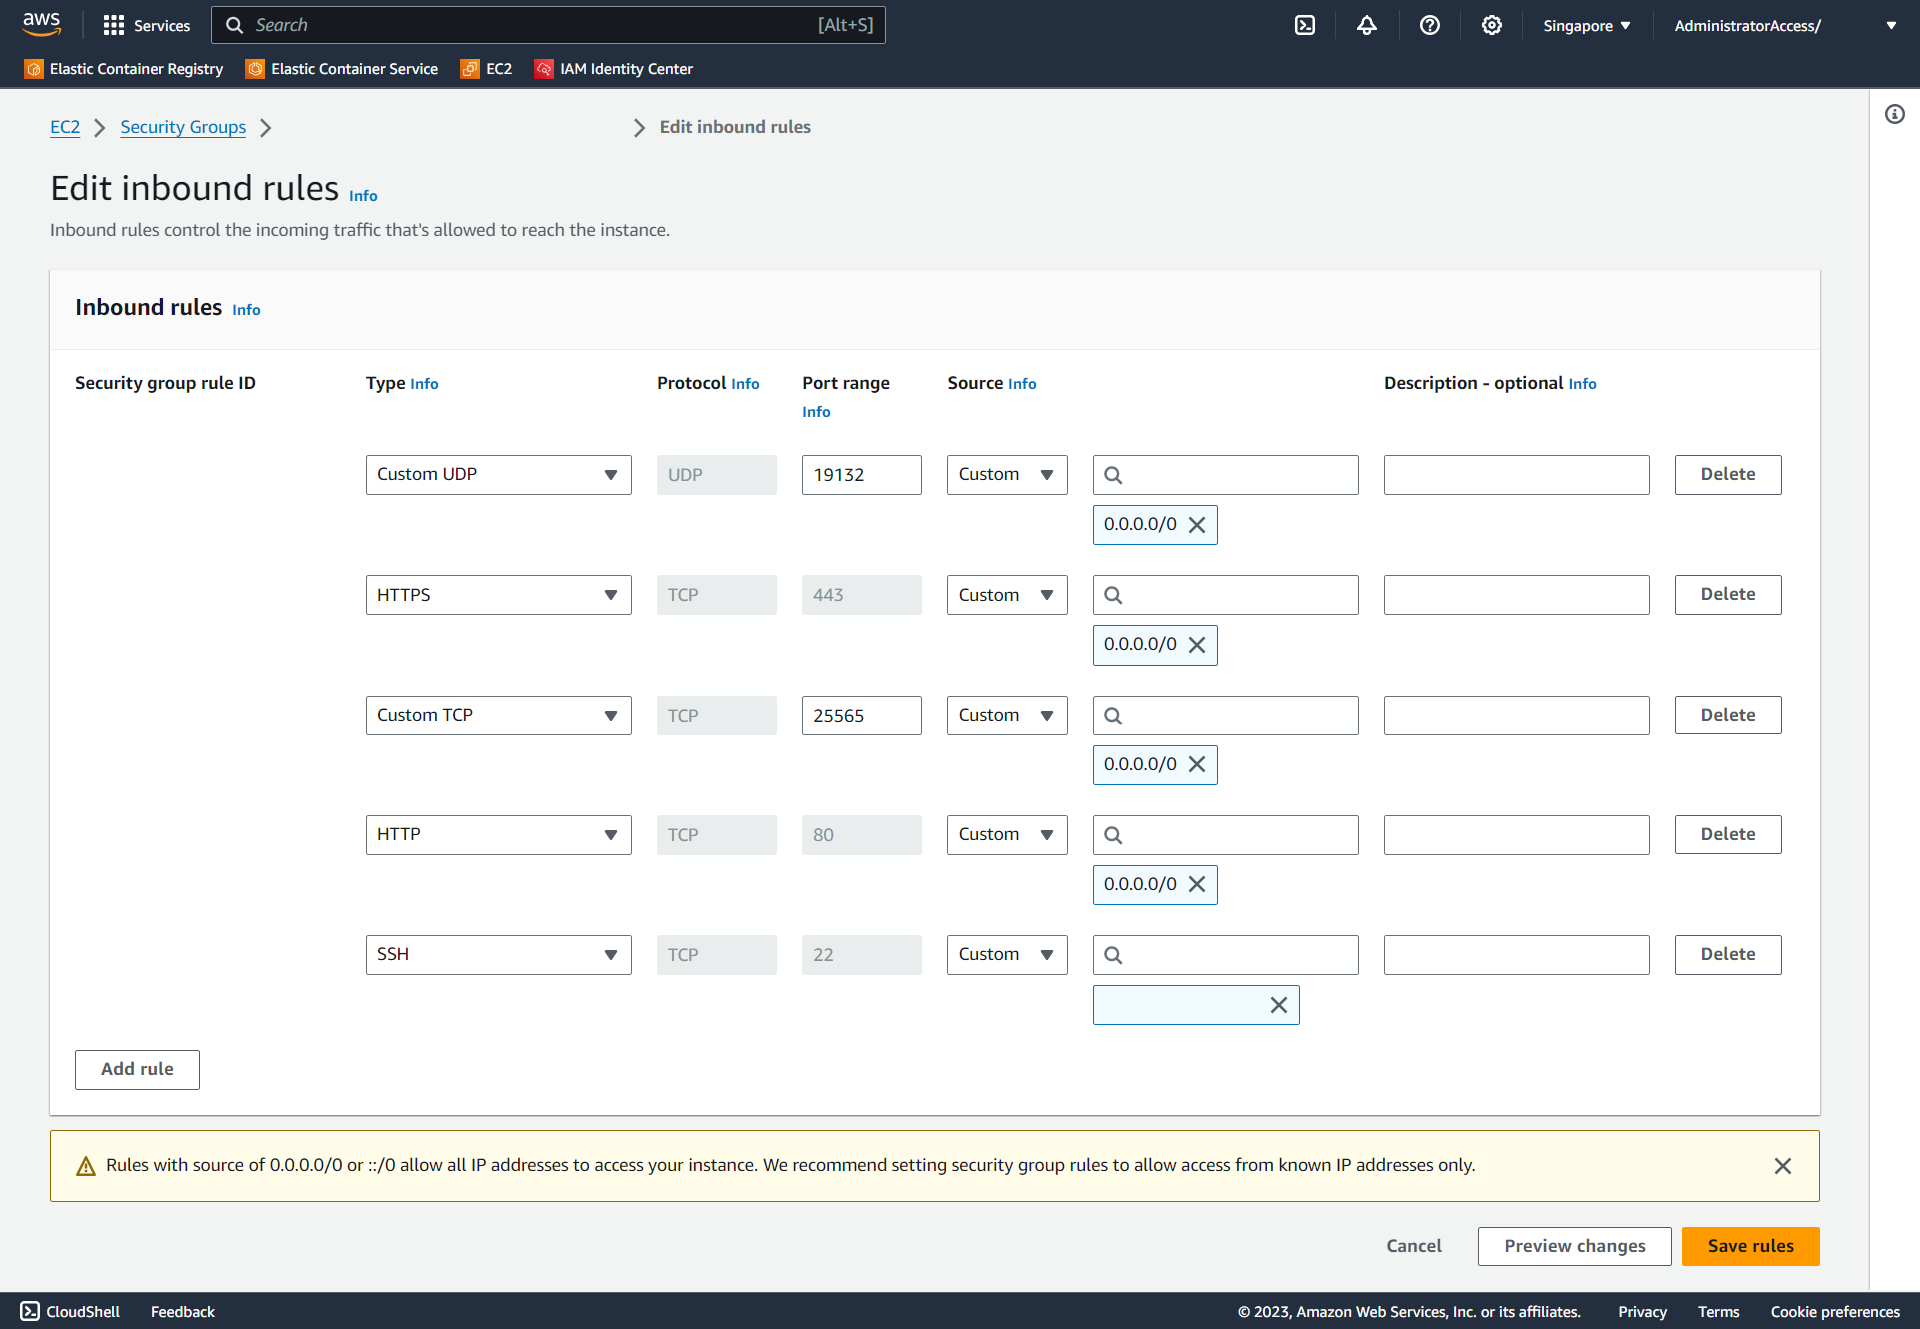 aws Services Search [Alt+S] Singapore AdministratorAccess/
Elastic Container Registry Elastic Container Service EC2 IAM Identity Center
EC2 Security Groups Edit inbound rules
Edit inbound rules Info
Inbound rules control the incoming traffic that's allowed to reach the instance.
Inbound rules Info
Security group rule ID Type Info Protocol Info Port range Source Info Description - optional Info
Info
Custom UDP UDP 19132 Custom Delete
0.0.0.0/0
HTTPS TCP 443 Custom Delete
0.0.0.0/0
Custom TCP TCP 25565 Custom Delete
0.0.0.0/0
HTTP TCP 80 Custom Delete
0.0.0.0/0
SSH TCP 22 Custom Delete
Add rule
Rules with source of 0.0.0.0/0 or ::/0 allow all IP addresses to access your instance. We recommend setting security group rules to allow access from known IP addresses only.
Cancel Preview changes Save rules
CloudShell Feedback © 2023, Amazon Web Services, Inc. or its affiliates. Privacy Terms Cookie preferences